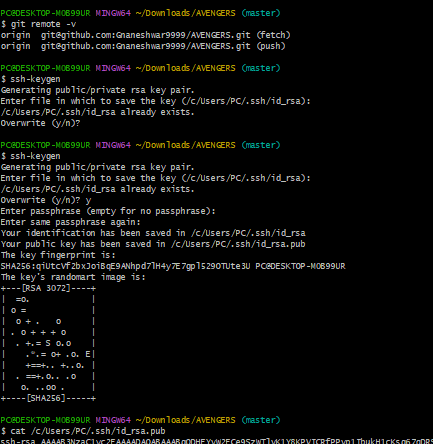 PC@DESKTOP-MOB99UR MINGW64 ~/Downloads/AVENGERS (master)
$ git remote -v
origin  git@github.com:Gnaneshwar9999/AVENGERS.git (fetch)
origin  git@github.com:Gnaneshwar9999/AVENGERS.git (push)

PC@DESKTOP-MOB99UR MINGW64 ~/Downloads/AVENGERS (master)
$ ssh-keygen
Generating public/private rsa key pair.
Enter file in which to save the key (/c/Users/PC/.ssh/id_rsa):
/c/Users/PC/.ssh/id_rsa already exists.
Overwrite (y/n)?

PC@DESKTOP-MOB99UR MINGW64 ~/Downloads/AVENGERS (master)
$ ssh-keygen
Generating public/private rsa key pair.
Enter file in which to save the key (/c/Users/PC/.ssh/id_rsa):
/c/Users/PC/.ssh/id_rsa already exists.
Overwrite (y/n)? y
Enter passphrase (empty for no passphrase):
Enter same passphrase again:
Your identification has been saved in /c/Users/PC/.ssh/id_rsa
Your public key has been saved in /c/Users/PC/.ssh/id_rsa.pub
The key fingerprint is:
PC@DESKTOP-MOB99UR
The key's randomart image is:
+---[RSA 3072]----+
|  =o.            |
| o =             |
|  o + .   o      |
| . o + + + o     |
|  . +.= S o.o    |
|    .*.= o+ .o. E|
|    +==+.. +..o. |
|  . ==+.o.. .o   |
|   o. ..oo .     |
+----[SHA256]-----+

PC@DESKTOP-MOB99UR MINGW64 ~/Downloads/AVENGERS (master)
$ cat /c/Users/PC/.ssh/id_rsa.pub
ssh-rsa